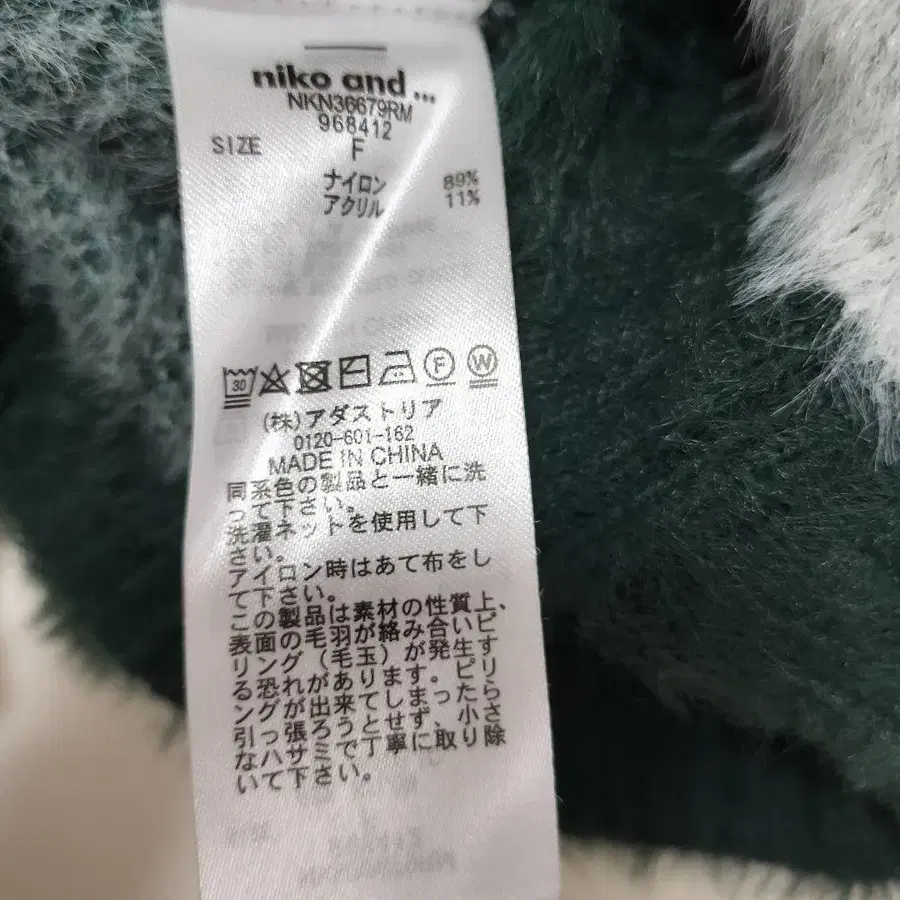 niko and ...
NKN36679RM
968412
SIZE F
ナイロン 89%
アクリル 11%
30 F W
(株)アダストリア
0120-601-162
MADE IN CHINA
同系色の製品と一緒に洗
って下さい。
洗濯ネットを使用して下
さい。
アイロン時はあて布をし
て下さい。
この製品は素材の性質上、
表面の毛羽が絡み合いピ
リング(毛玉)が発生す
る恐れがあります。ピリ
ングが出来てしまったら
引っ張ろうとせず、小さ
なハサミで丁寧に取り除
いて下さい。